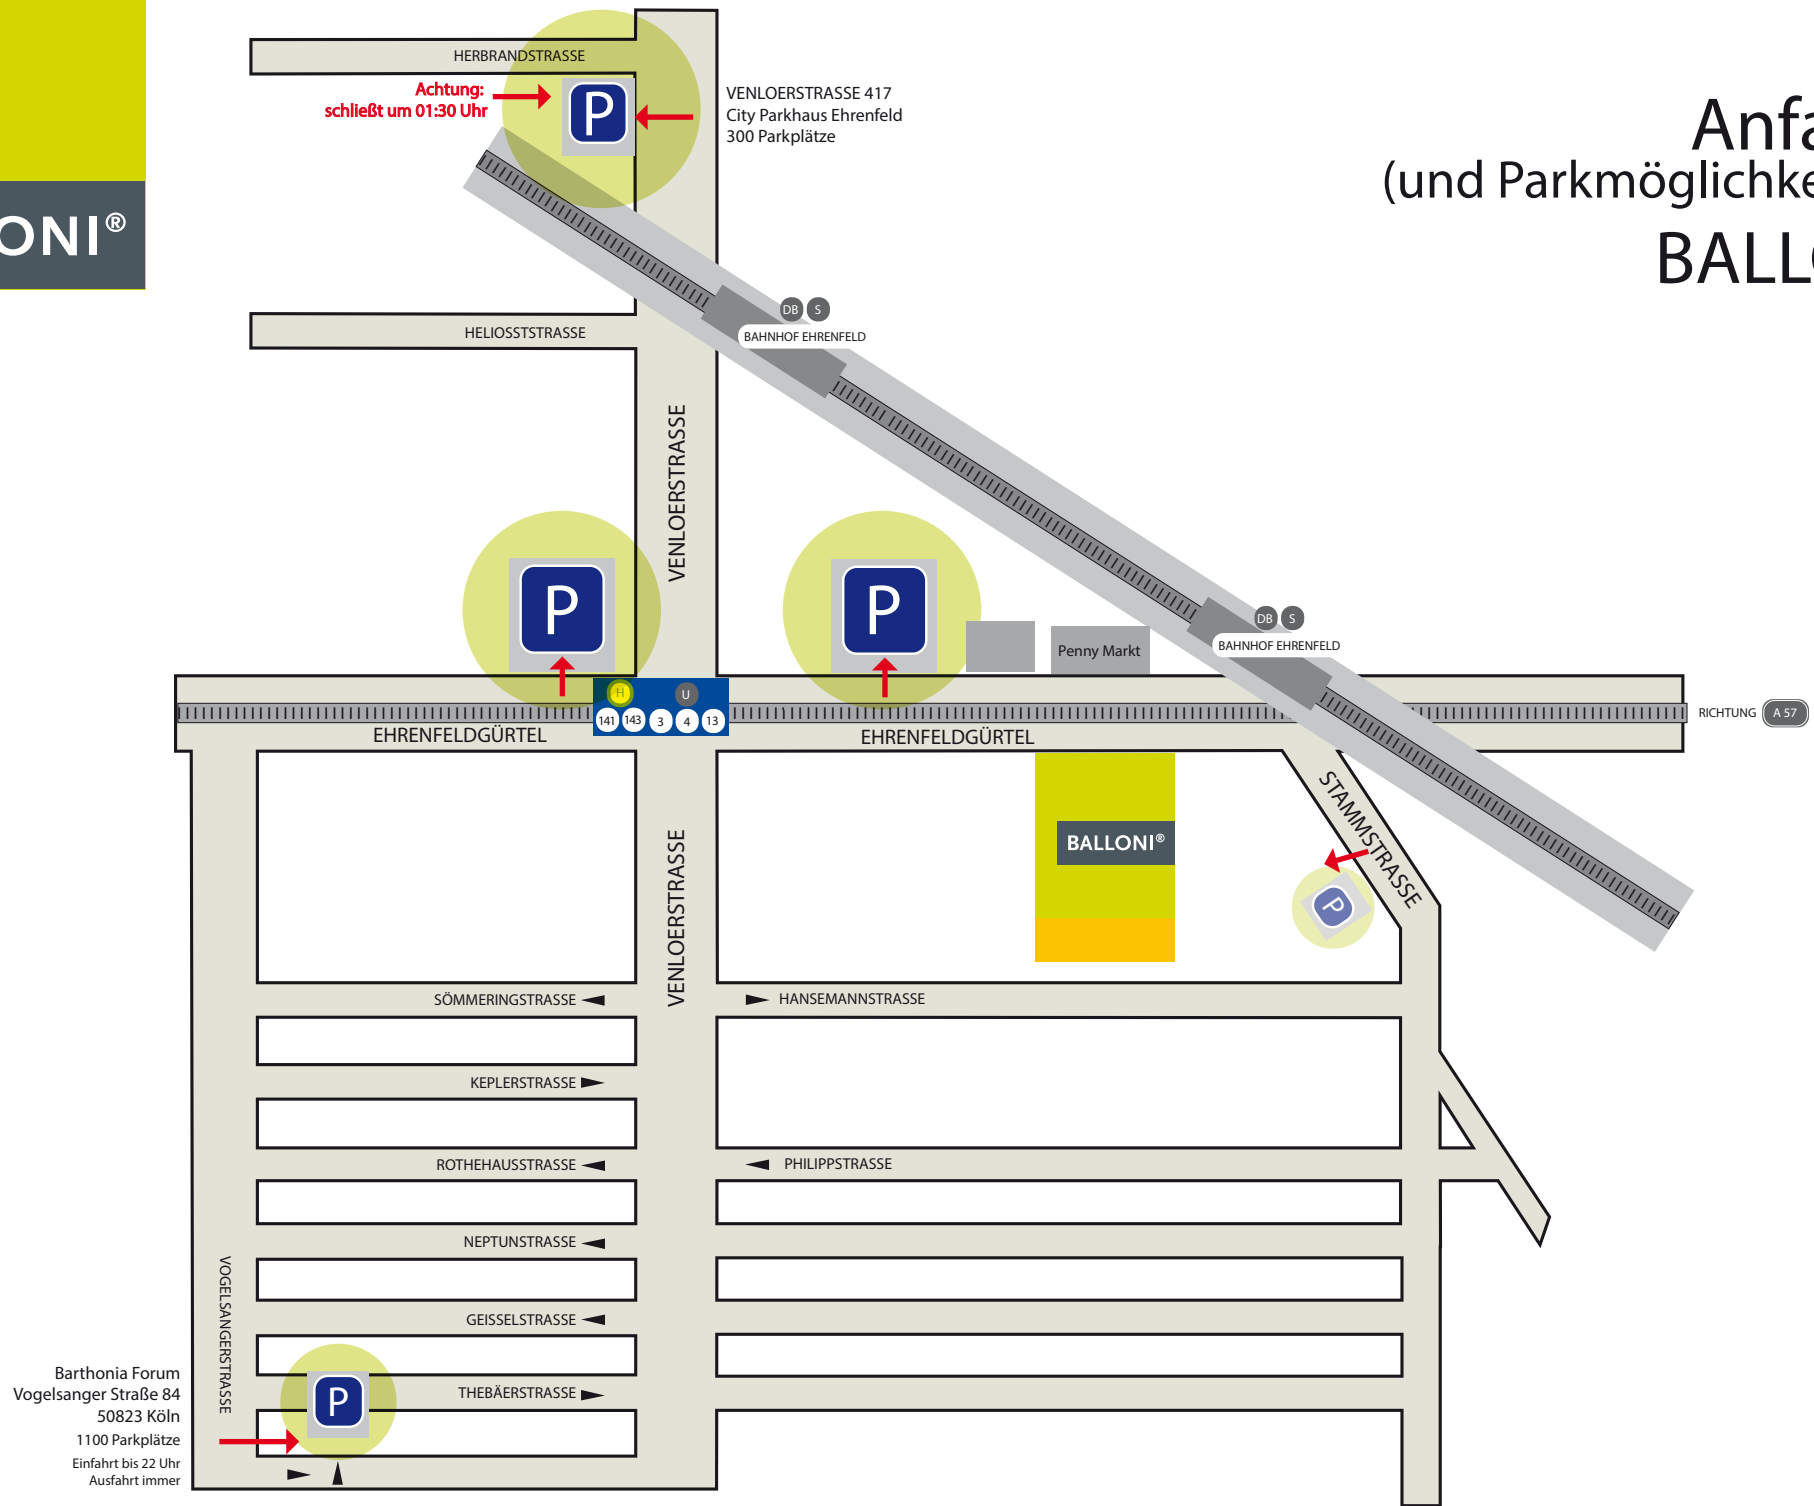 ONI®
Anfa
(und Parkmöglichke
BALL
HERBRANDSTRASSE
Achtung:
schließt um 01:30 Uhr
P
VENLOERSTRASSE 417
City Parkhaus Ehrenfeld
300 Parkplätze
DB S
BAHNHOF EHRENFELD
HELIOSSTSTRASSE
VENLOERSTRASSE
P
P
Penny Markt
DB S
BAHNHOF EHRENFELD
H U
141 143 3 4 13
EHRENFELDGÜRTEL
EHRENFELDGÜRTEL
RICHTUNG A 57
STAMMSTRASSE
BALLONI®
P
VENLOERSTRASSE
SÖMMERINGSTRASSE
HANSEMANNSTRASSE
KEPLERSTRASSE
ROTHEHAUSSTRASSE
PHILIPPSTRASSE
NEPTUNSTRASSE
VOGELSANGERSTRASSE
GEISSELSTRASSE
THEBÄERSTRASSE
P
Barthonia Forum
Vogelsanger Straße 84
50823 Köln
1100 Parkplätze
Einfahrt bis 22 Uhr
Ausfahrt immer